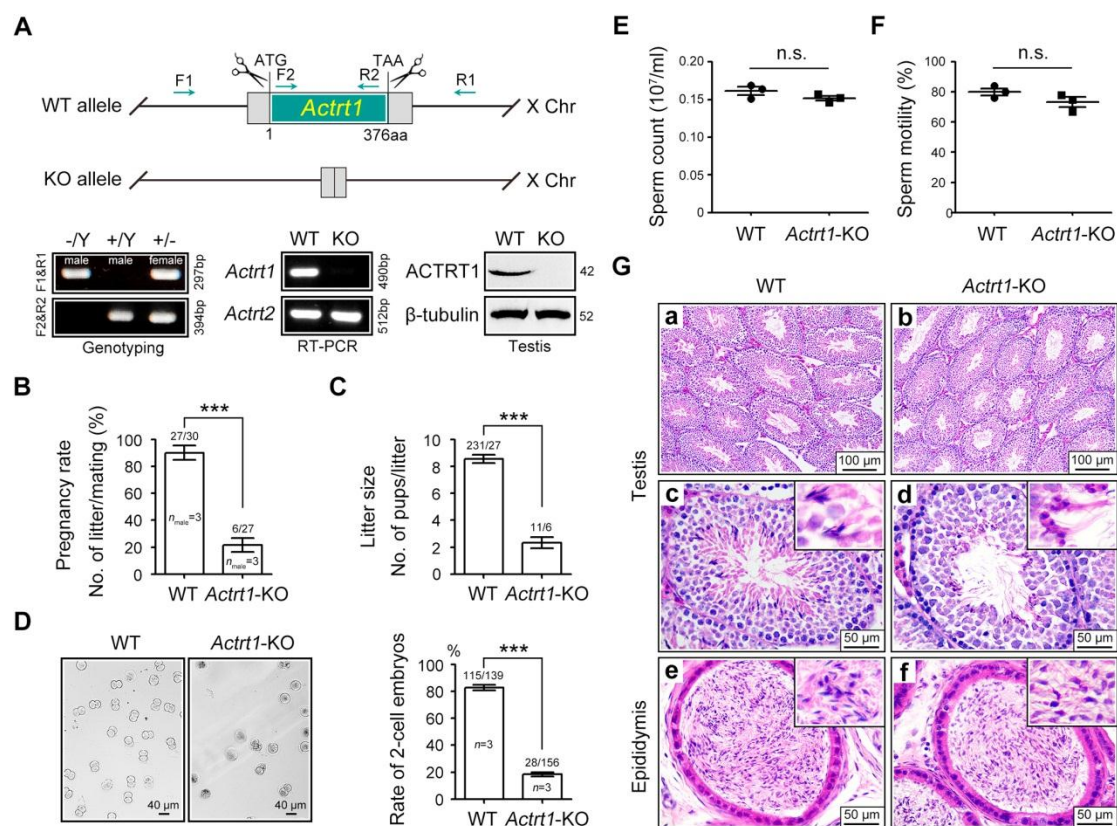 A
ATG
TAA
F1
F2
R2
R1
WT allele
Actrt1
X Chr
1
376aa
KO allele
X Chr
-/Y
+/Y
+/-
male
male
female
F1&R1
297bp
F2&R2
394bp
Genotyping
WT KO
Actrt1
490bp
Actrt2
512bp
RT-PCR
WT KO
ACTRT1
42
β-tubulin
52
Testis
B
Pregnancy rate
No. of litter/mating (%)
100
80
60
40
20
0
***
27/30
6/27
nmale=3
nmale=3
WT Actrt1-KO
C
Litter size
No. of pups/litter
10
8
6
4
2
0
***
231/27
11/6
WT Actrt1-KO
D
WT
Actrt1-KO
40 µm
40 µm
Rate of 2-cell embryos
%
100
80
60
40
20
0
***
115/139
28/156
n=3
n=3
WT Actrt1-KO
E
Sperm count (10⁷/ml)
0.20
0.15
0.10
0.05
0
n.s.
WT Actrt1-KO
F
Sperm motility (%)
100
80
60
40
20
0
n.s.
WT Actrt1-KO
G
WT
Actrt1-KO
Testis
a
100 µm
b
100 µm
c
50 µm
d
50 µm
Epididymis
e
50 µm
f
50 µm